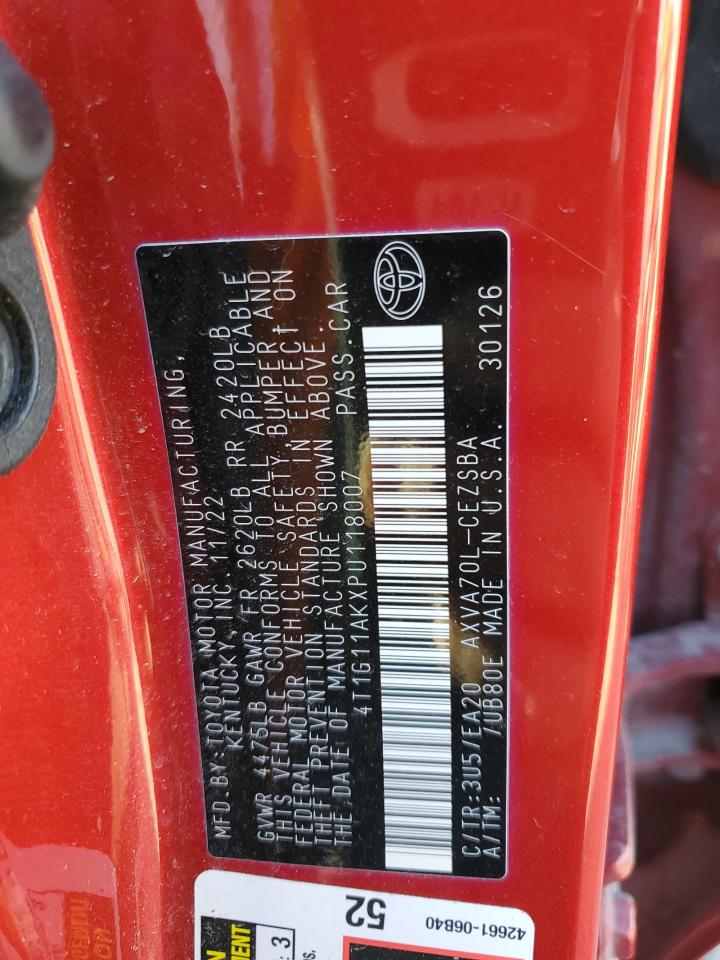 MFD. BY TOYOTA MOTOR MANUFACTURING,
KENTUCKY, INC. 11/22
GVWR 4475LB GAWR FR 2620LB RR 2420LB
THIS VEHICLE CONFORMS TO ALL APPLICABLE
FEDERAL MOTOR VEHICLE SAFETY, BUMPER AND
THEFT PREVENTION STANDARDS IN EFFECT ON
THE DATE OF MANUFACTURE SHOWN ABOVE.
4T1G11AKXPU118007 PASS.CAR
C/TR:3U5/EA20 AXVA70L-CEZSBA
A/TM: /UB80E MADE IN U.S.A. 30126
52
42661-06B40
3